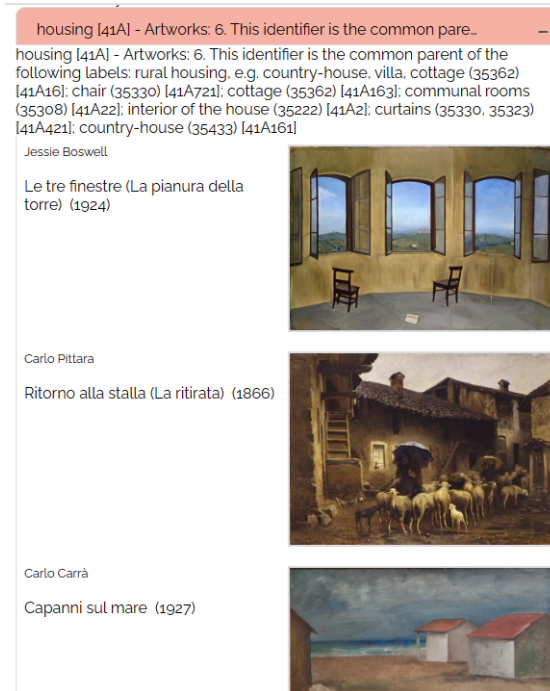 housing [41A] - Artworks: 6. This identifier is the common pare...
–
housing [41A] - Artworks: 6. This identifier is the common parent of the
following labels: rural housing, e.g. country-house, villa, cottage (35362)
[41A16]; chair (35330) [41A721]; cottage (35362) [41A163]; communal rooms
(35308) [41A22]; interior of the house (35222) [41A2]; curtains (35330, 35323)
[41A421]; country-house (35433) [41A161]
Jessie Boswell
Le tre finestre (La pianura della
torre) (1924)
Carlo Pittara
Ritorno alla stalla (La ritirata) (1866)
Carlo Carrà
Capanni sul mare (1927)